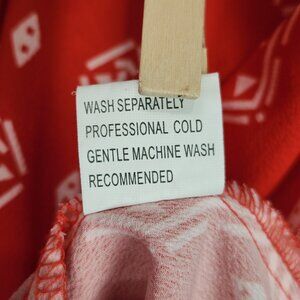 WASH SEPARATELY
PROFESSIONAL COLD
GENTLE MACHINE WASH
RECOMMENDED